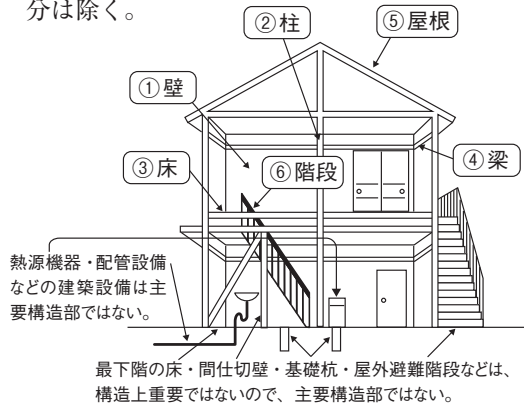 分は除く。
②柱
⑤屋根
①壁
③床
⑥階段
④梁
熱源機器・配管設備
などの建築設備は主
要構造部ではない。
最下階の床・間仕切壁・基礎杭・屋外避難階段などは、
構造上重要ではないので、主要構造部ではない。